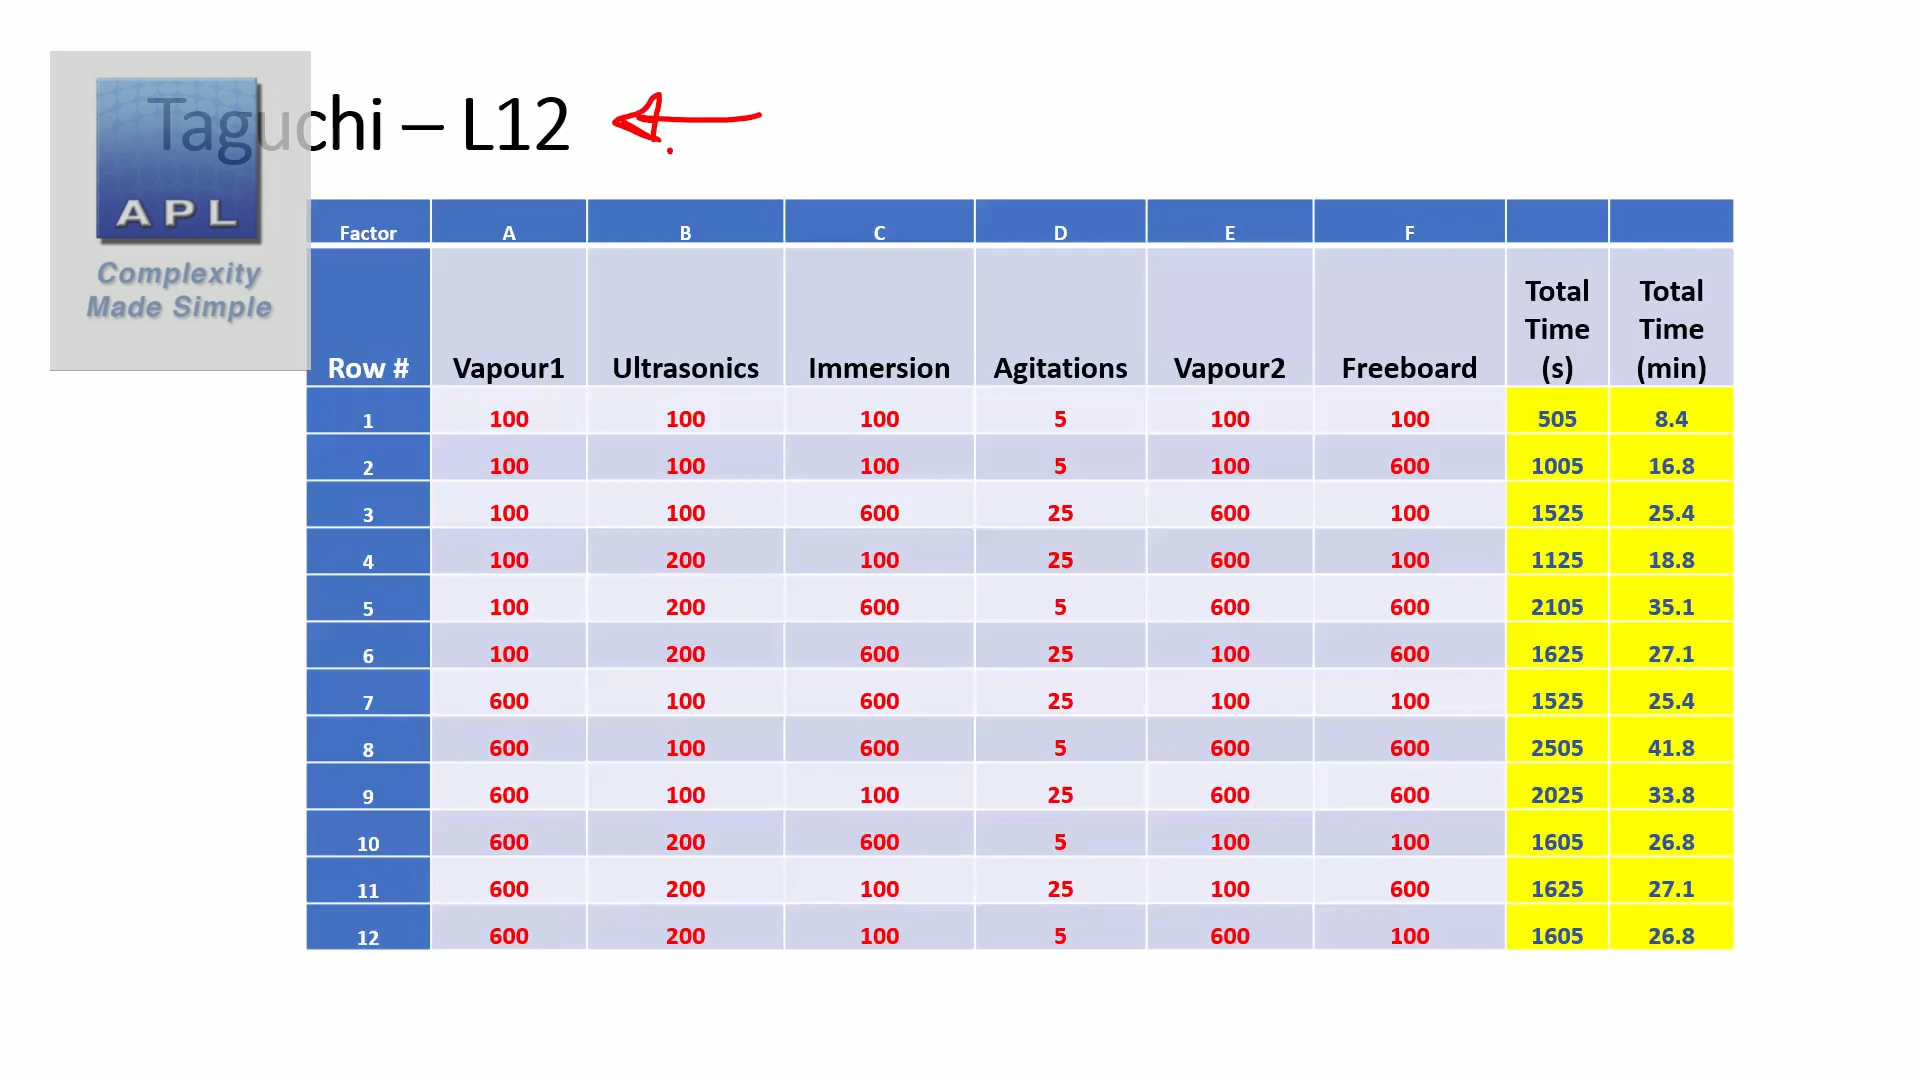 Taguchi – L12
APL
Complexity
Made Simple
Factor A B C D E F
Row # Vapour1 Ultrasonics Immersion Agitations Vapour2 Freeboard Total Time (s) Total Time (min)
1 100 100 100 5 100 100 505 8.4
2 100 100 100 5 100 600 1005 16.8
3 100 100 600 25 600 100 1525 25.4
4 100 200 100 25 600 100 1125 18.8
5 100 200 600 5 600 600 2105 35.1
6 100 200 600 25 100 600 1625 27.1
7 600 100 600 25 100 100 1525 25.4
8 600 100 600 5 600 600 2505 41.8
9 600 100 100 25 600 600 2025 33.8
10 600 200 600 5 100 100 1605 26.8
11 600 200 100 25 100 600 1625 27.1
12 600 200 100 5 600 100 1605 26.8